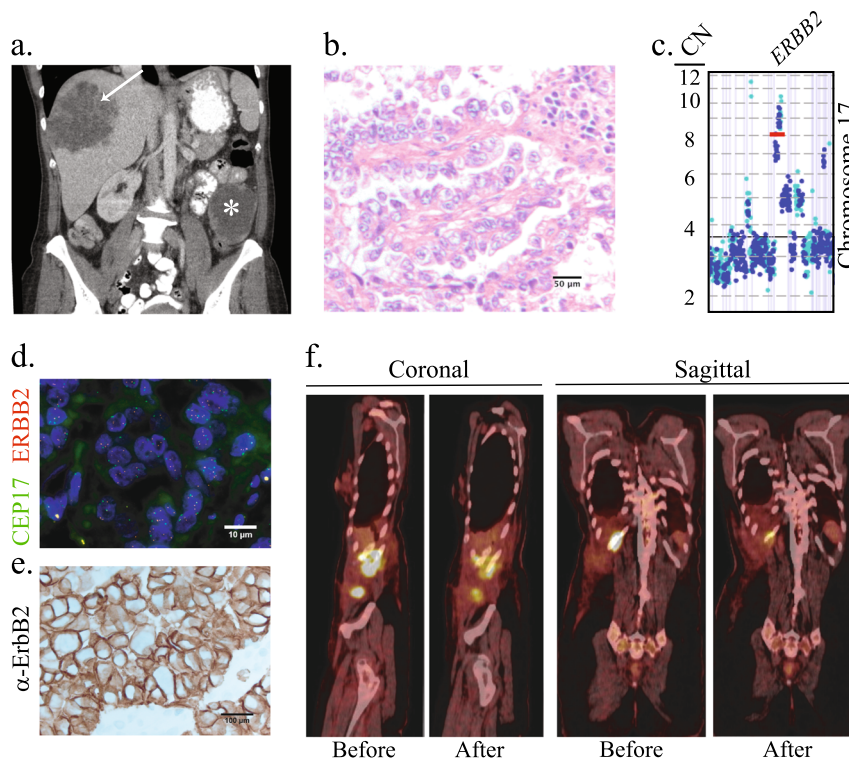 a.
*
b.
50 µm
c.
CN
ERBB2
12
10
8
6
4
2
Chromosome 17
d.
CEP17 ERBB2
10 µm
e.
α-ErbB2
100 µm
f.
Coronal
Sagittal
Before
After
Before
After